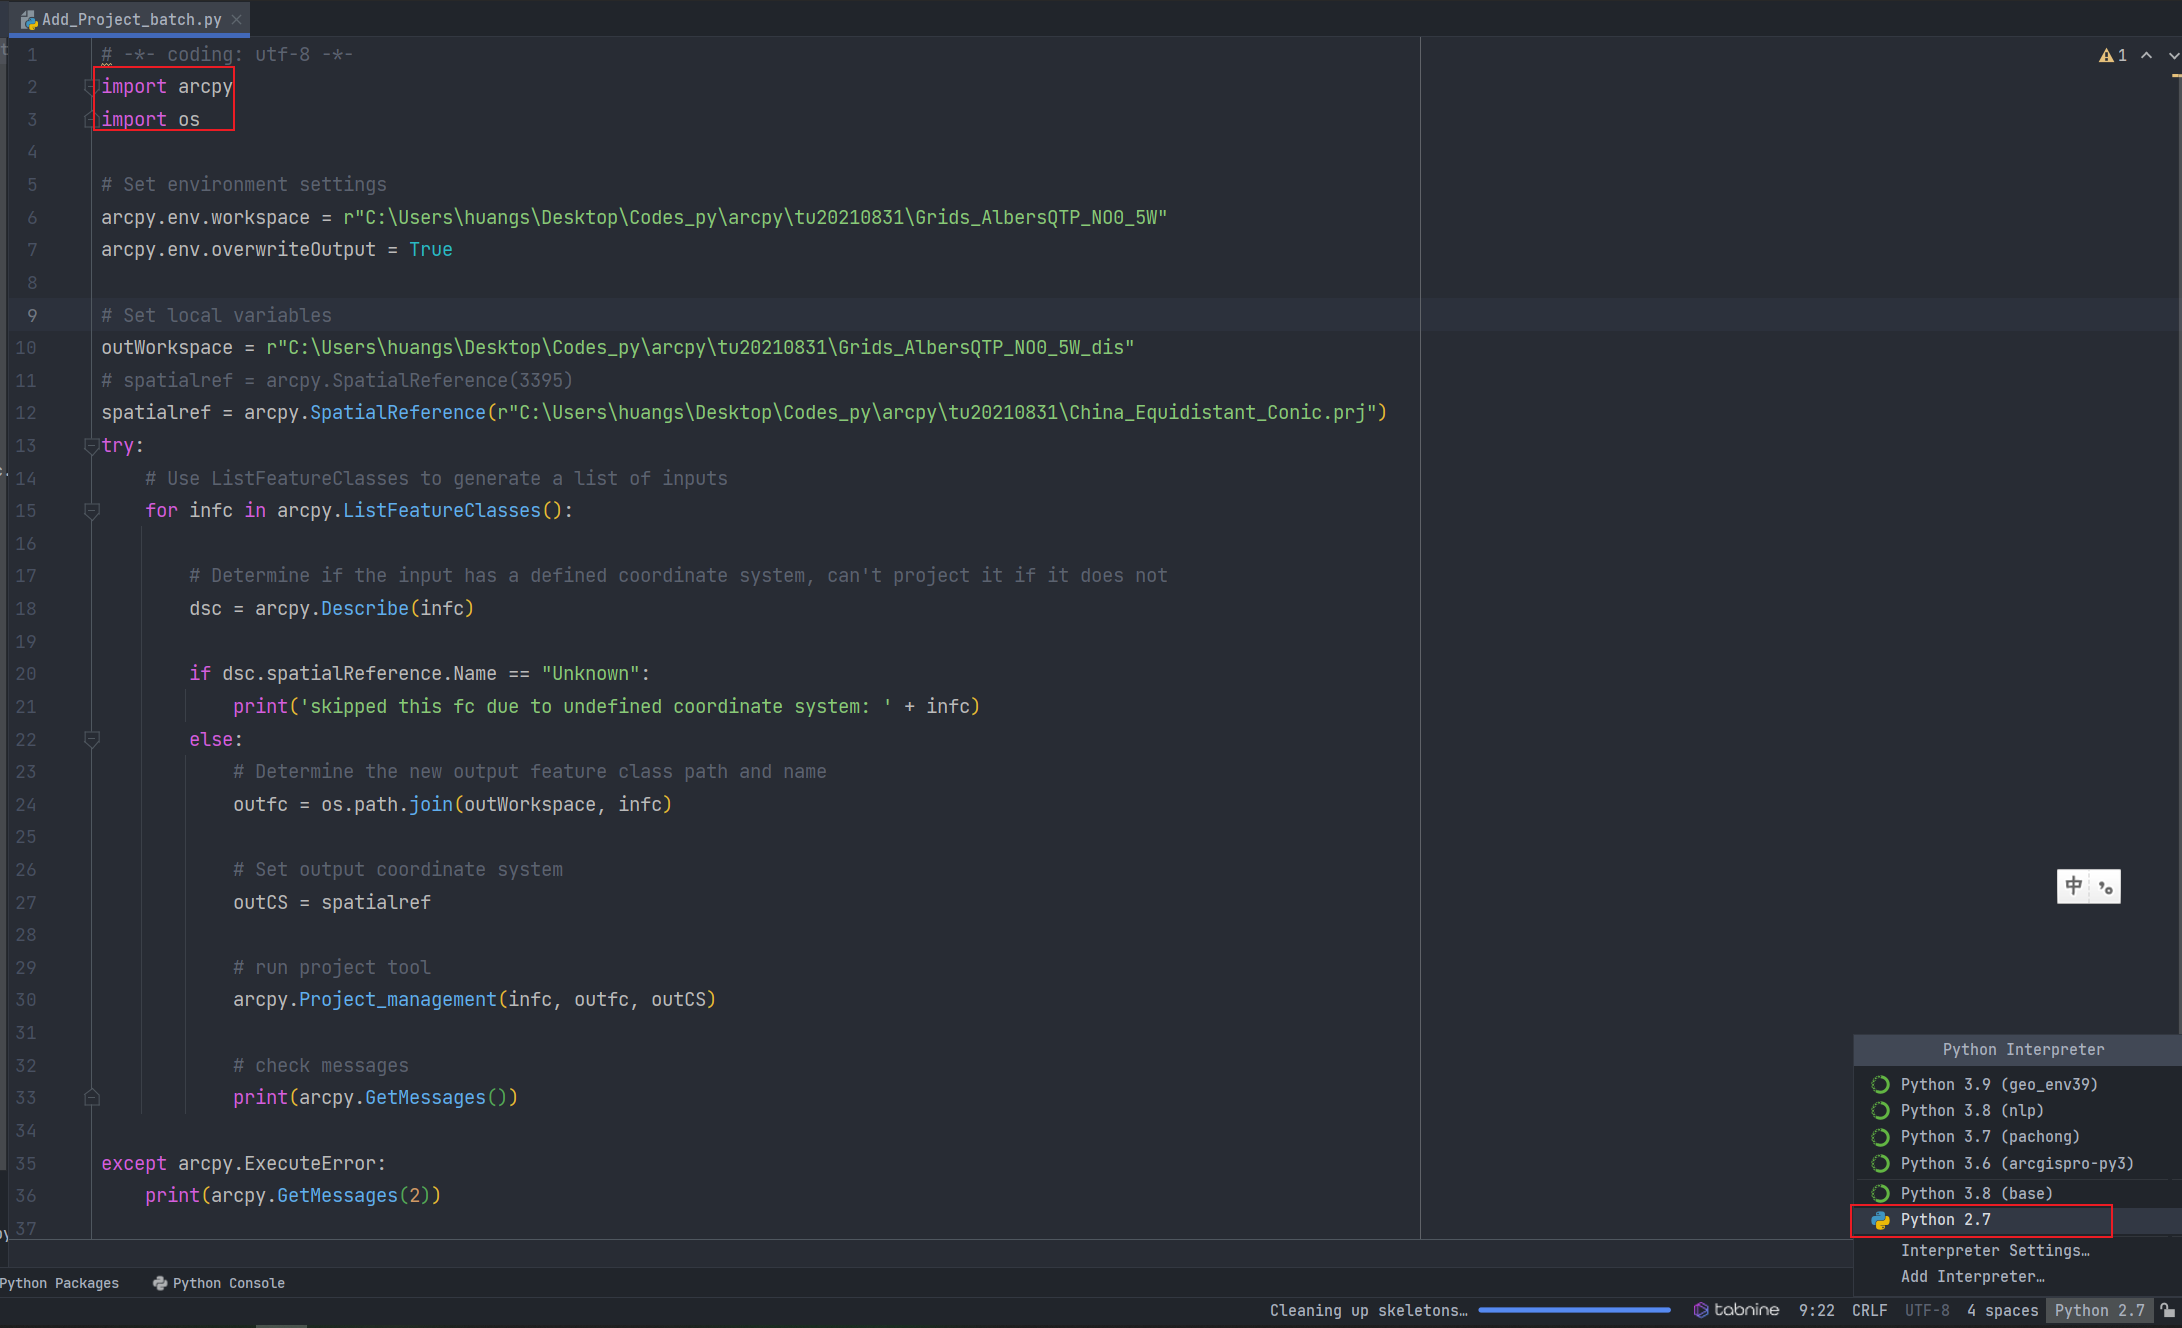 Add_Project_batch.py
1 # -*- coding: utf-8 -*-
2 import arcpy
3 import os
4
5 # Set environment settings
6 arcpy.env.workspace = r"C:\Users\huangs\Desktop\Codes_py\arcpy\tu20210831\Grids_AlbersQTP_NO0_5W"
7 arcpy.env.overwriteOutput = True
8
9 # Set local variables
10 outWorkspace = r"C:\Users\huangs\Desktop\Codes_py\arcpy\tu20210831\Grids_AlbersQTP_NO0_5W_dis"
11 # spatialref = arcpy.SpatialReference(3395)
12 spatialref = arcpy.SpatialReference(r"C:\Users\huangs\Desktop\Codes_py\arcpy\tu20210831\China_Equidistant_Conic.prj")
13 try:
14 # Use ListFeatureClasses to generate a list of inputs
15 for infc in arcpy.ListFeatureClasses():
16
17 # Determine if the input has a defined coordinate system, can't project it if it does not
18 dsc = arcpy.Describe(infc)
19
20 if dsc.spatialReference.Name == "Unknown":
21 print('skipped this fc due to undefined coordinate system: ' + infc)
22 else:
23 # Determine the new output feature class path and name
24 outfc = os.path.join(outWorkspace, infc)
25
26 # Set output coordinate system
27 outCS = spatialref
28
29 # run project tool
30 arcpy.Project_management(infc, outfc, outCS)
31
32 # check messages
33 print(arcpy.GetMessages())
34
35 except arcpy.ExecuteError:
36 print(arcpy.GetMessages(2))
37
1
中 ,。
Python Interpreter
Python 3.9 (geo_env39)
Python 3.8 (nlp)
Python 3.7 (pachong)
Python 3.6 (arcgispro-py3)
Python 3.8 (base)
Python 2.7
Interpreter Settings…
Add Interpreter…
Python Packages Python Console
Cleaning up skeletons… tabnine 9:22 CRLF UTF-8 4 spaces Python 2.7